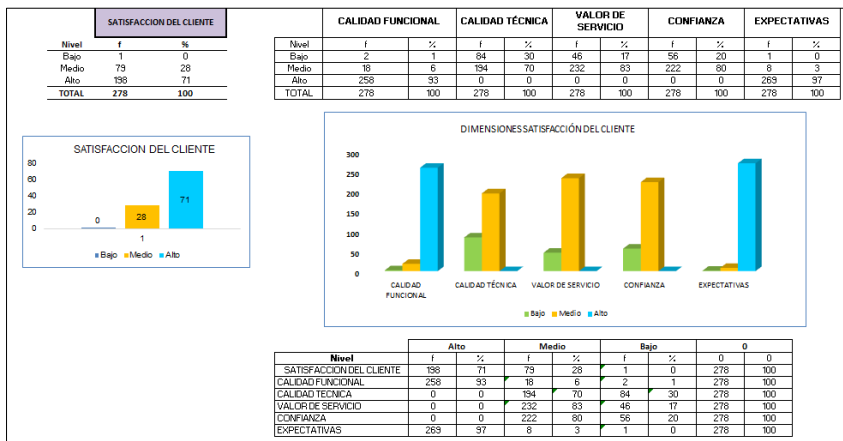 SATISFACCION DEL CLIENTE
Nivel f %
Bajo 1 0
Medio 79 28
Alto 198 71
TOTAL 278 100
CALIDAD FUNCIONAL CALIDAD TÉCNICA VALOR DE SERVICIO CONFIANZA EXPECTATIVAS
Nivel f % f % f % f % f %
Bajo 2 1 84 30 46 17 56 20 1 0
Medio 18 6 194 70 232 83 222 80 8 3
Alto 258 93 0 0 0 0 0 0 269 97
TOTAL 278 100 278 100 278 100 278 100 278 100
SATISFACCION DEL CLIENTE
80
60
40
20
0
0 28 71
1
Bajo Medio Alto
DIMENSIONES SATISFACCIÓN DEL CLIENTE
300
250
200
150
100
50
0
CALIDAD FUNCIONAL CALIDAD TÉCNICA VALOR DE SERVICIO CONFIANZA EXPECTATIVAS
Bajo Medio Alto
Alto Medio Bajo 0
Nivel f % f % f % 0 0
SATISFACCION DEL CLIENTE 198 71 79 28 1 0 278 100
CALIDAD FUNCIONAL 258 93 18 6 2 1 278 100
CALIDAD TECNICA 0 0 194 70 84 30 278 100
VALOR DE SERVICIO 0 0 232 83 46 17 278 100
CONFIANZA 0 0 222 80 56 20 278 100
EXPECTATIVAS 269 97 8 3 1 0 278 100